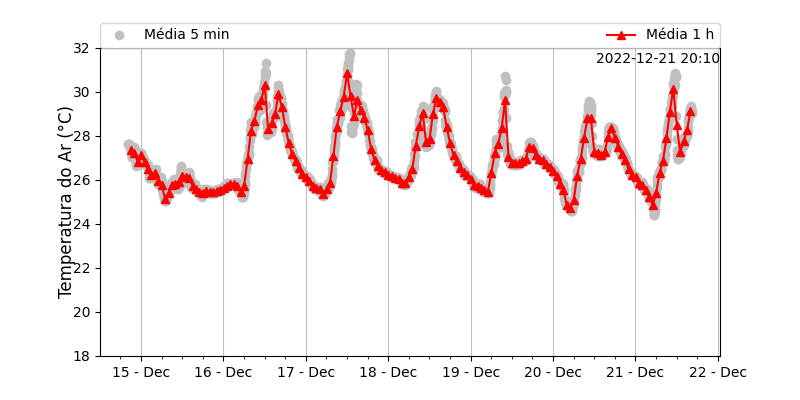 Média 5 min
Média 1 h
2022-12-21 20:10
Temperatura do Ar (°C)
32
30
28
26
24
22
20
18
15 - Dec
16 - Dec
17 - Dec
18 - Dec
19 - Dec
20 - Dec
21 - Dec
22 - Dec